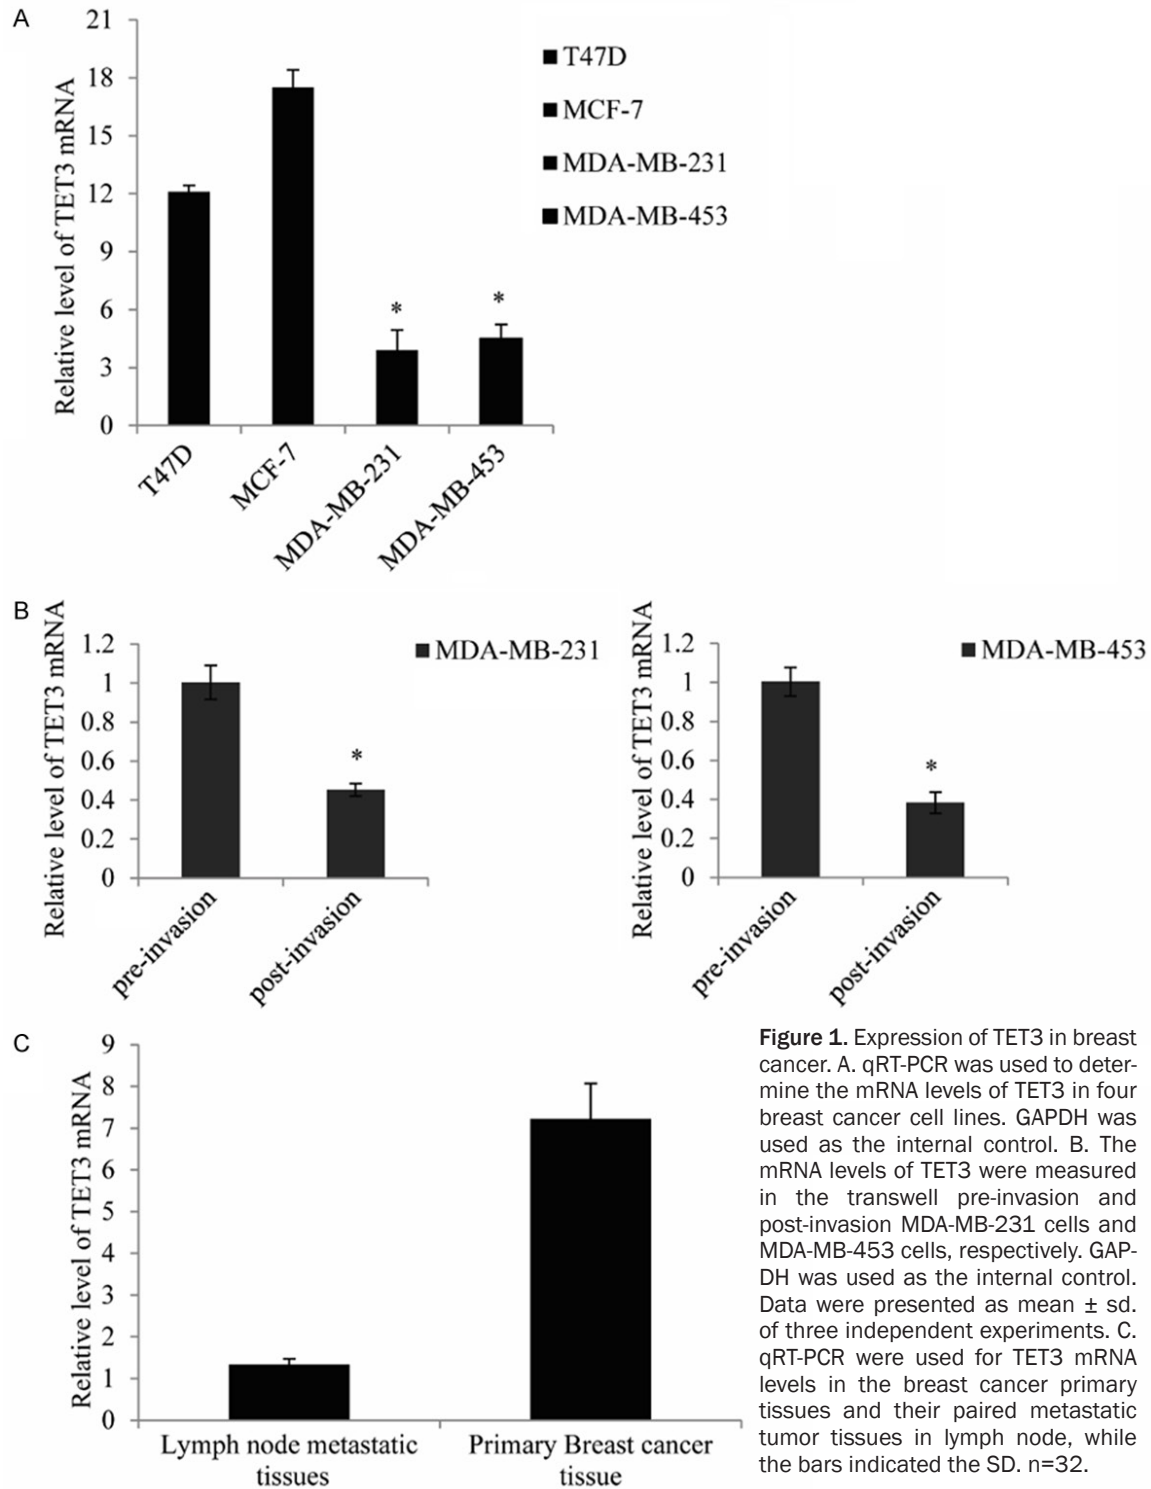 A
21
18
15
12
9
6
3
0
Relative level of TET3 mRNA
T47D
MCF-7
MDA-MB-231
MDA-MB-453
*
*
T47D
MCF-7
MDA-MB-231
MDA-MB-453
B
Relative level of TET3 mRNA
1.2
1
0.8
0.6
0.4
0.2
0
MDA-MB-231
*
pre-invasion
post-invasion
Relative level of TET3 mRNA
1.2
1
0.8
0.6
0.4
0.2
0
MDA-MB-453
*
pre-invasion
post-invasion
C
Relative level of TET3 mRNA
9
8
7
6
5
4
3
2
1
0
Lymph node metastatic
tissues
Primary Breast cancer
tissue
Figure 1. Expression of TET3 in breast
cancer. A. qRT-PCR was used to deter-
mine the mRNA levels of TET3 in four
breast cancer cell lines. GAPDH was
used as the internal control. B. The
mRNA levels of TET3 were measured
in the transwell pre-invasion and
post-invasion MDA-MB-231 cells and
MDA-MB-453 cells, respectively. GAP-
DH was used as the internal control.
Data were presented as mean ± sd.
of three independent experiments. C.
qRT-PCR were used for TET3 mRNA
levels in the breast cancer primary
tissues and their paired metastatic
tumor tissues in lymph node, while
the bars indicated the SD. n=32.